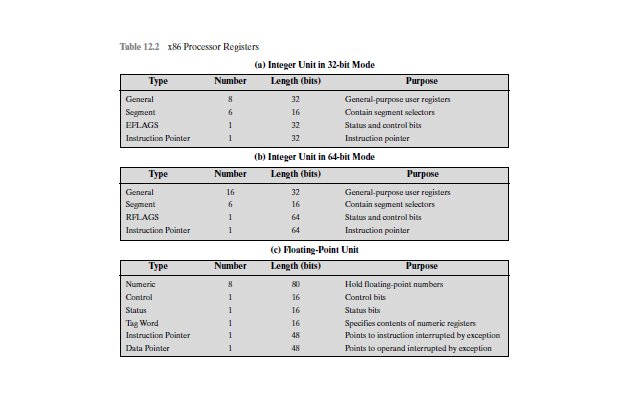 Table 12.2 x86 Processor Registers
(a) Integer Unit in 32-bit Mode
Type Number Length (bits) Purpose
General 8 32 General-purpose user registers
Segment 6 16 Contain segment selectors
EFLAGS 1 32 Status and control bits
Instruction Pointer 1 32 Instruction pointer
(b) Integer Unit in 64-bit Mode
Type Number Length (bits) Purpose
General 16 32 General-purpose user registers
Segment 6 16 Contain segment selectors
RFLAGS 1 64 Status and control bits
Instruction Pointer 1 64 Instruction pointer
(c) Floating-Point Unit
Type Number Length (bits) Purpose
Numeric 8 80 Hold floating-point numbers
Control 1 16 Control bits
Status 1 16 Status bits
Tag Word 1 16 Specifies contents of numeric registers
Instruction Pointer 1 48 Points to instruction interrupted by exception
Data Pointer 1 48 Points to operand interrupted by exception